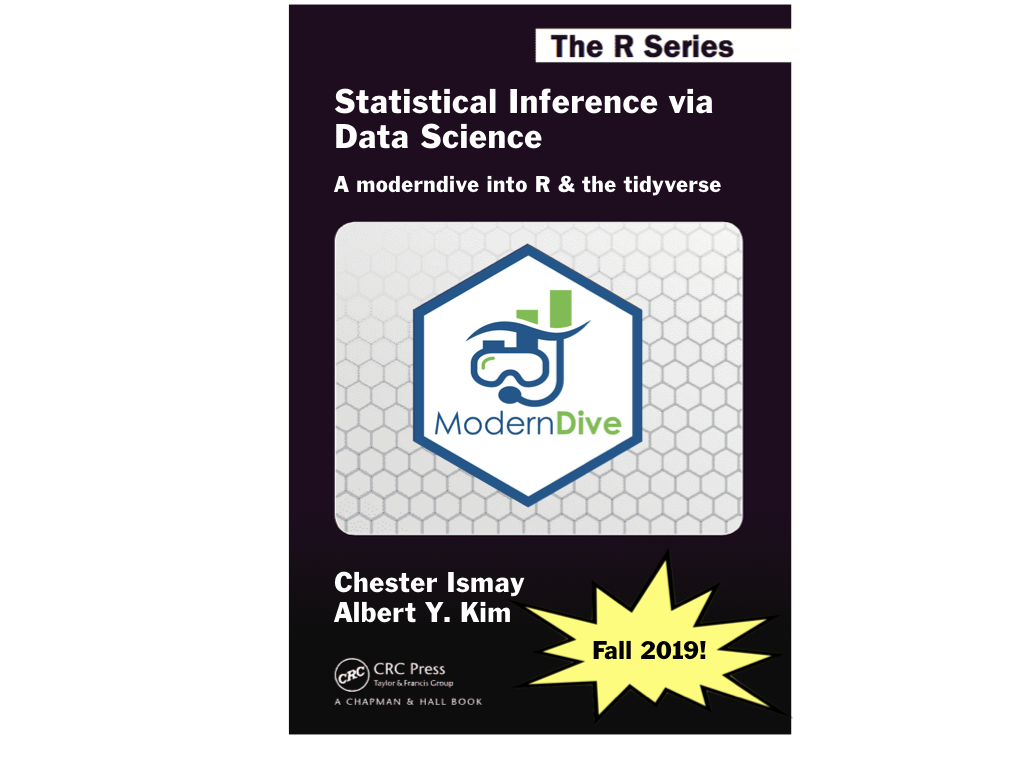 The R Series
Statistical Inference via
Data Science
A moderndive into R & the tidyverse
ModernDive
Chester Ismay
Albert Y. Kim
Fall 2019!
CRC CRC Press
Taylor & Francis Group
A CHAPMAN & HALL BOOK